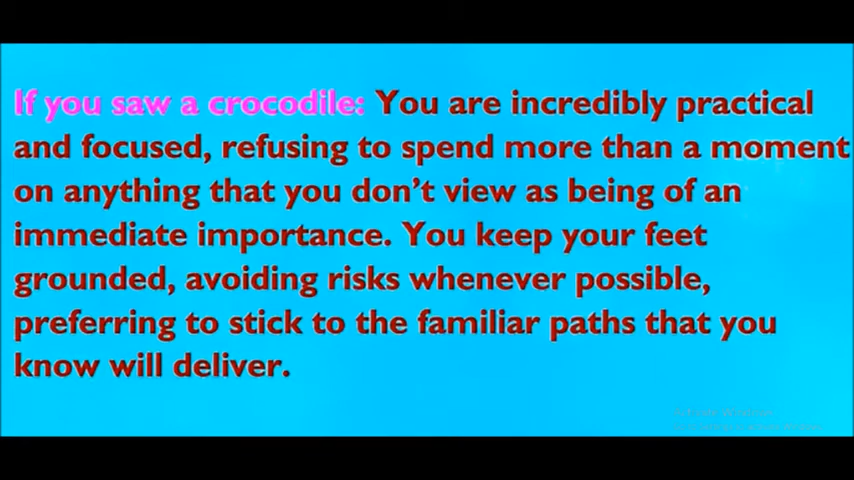 If you saw a crocodile: You are incredibly practical
and focused, refusing to spend more than a moment
on anything that you don't view as being of an
immediate importance. You keep your feet
grounded, avoiding risks whenever possible,
preferring to stick to the familiar paths that you
know will deliver.